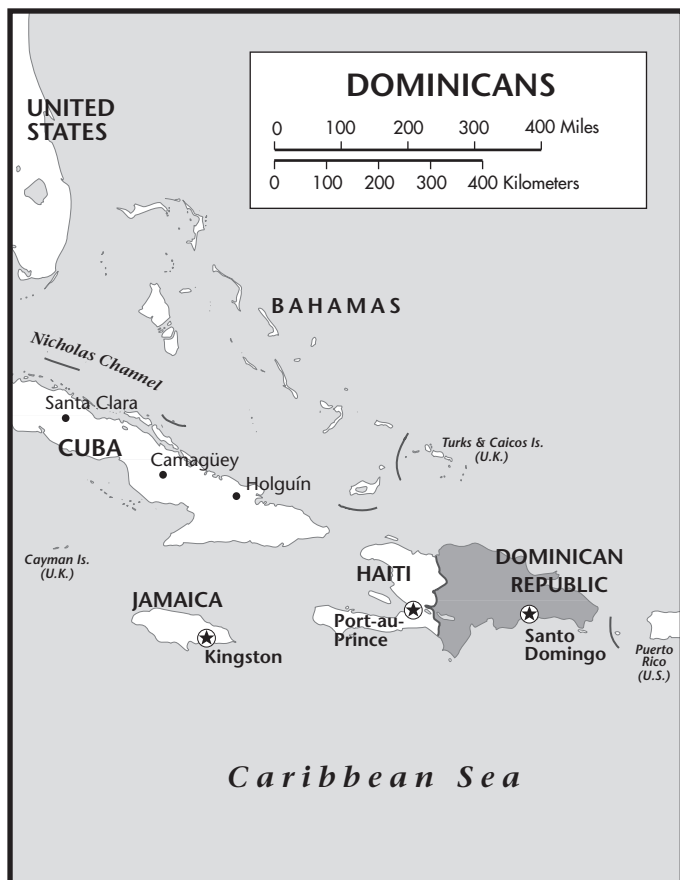 DOMINICANS
0 100 200 300 400 Miles
0 100 200 300 400 Kilometers
UNITED
STATES
BAHAMAS
Nicholas Channel
Santa Clara
CUBA
Camagüey
Holguín
Turks & Caicos Is.
(U.K.)
Cayman Is.
(U.K.)
JAMAICA
Kingston
HAITI
Port-au-
Prince
DOMINICAN
REPUBLIC
Santo
Domingo
Puerto
Rico
(U.S.)
Caribbean Sea